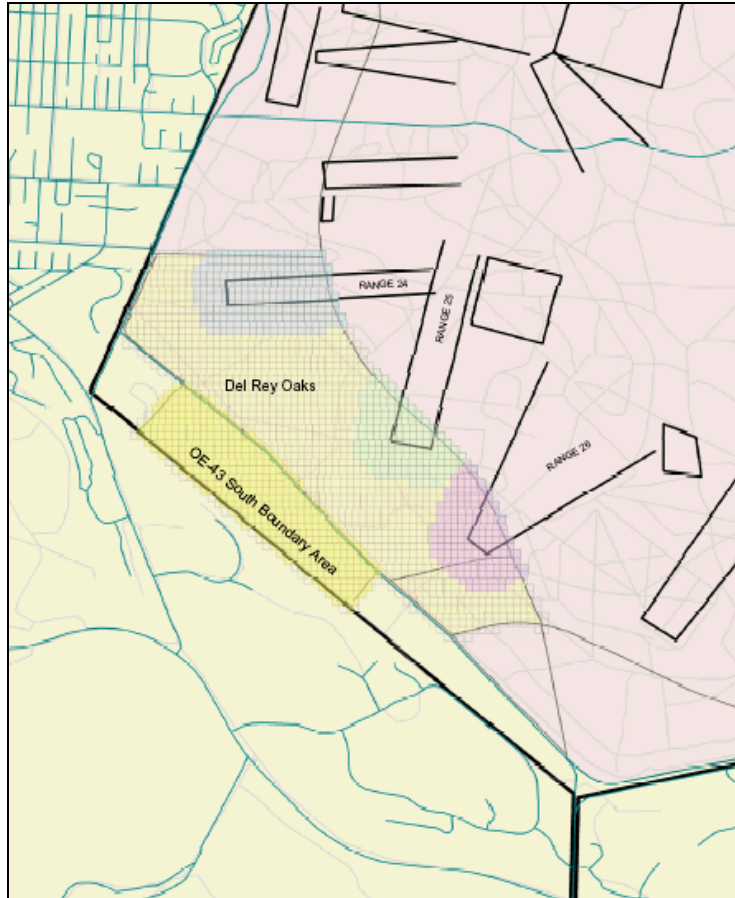 RANGE 24
RANGE 25
Del Rey Oaks
RANGE 26
OE-43 South Boundary Area